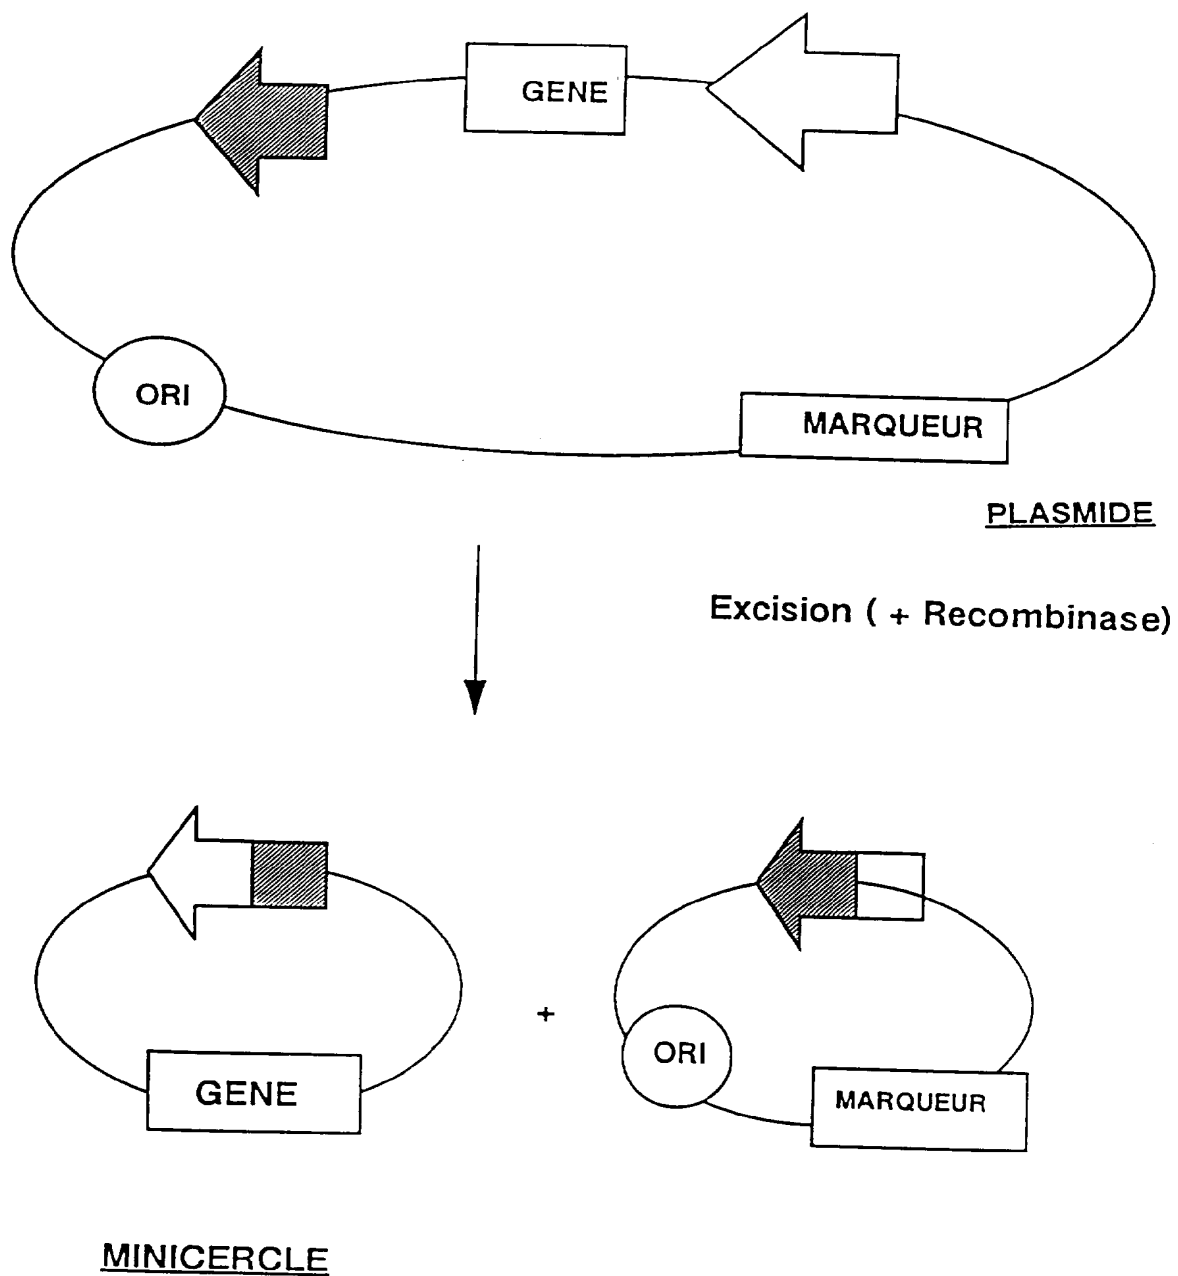 GENE
ORI
MARQUEUR
PLASMIDE
Excision ( + Recombinase)
+
ORI
GENE
MARQUEUR
MINICERCLE